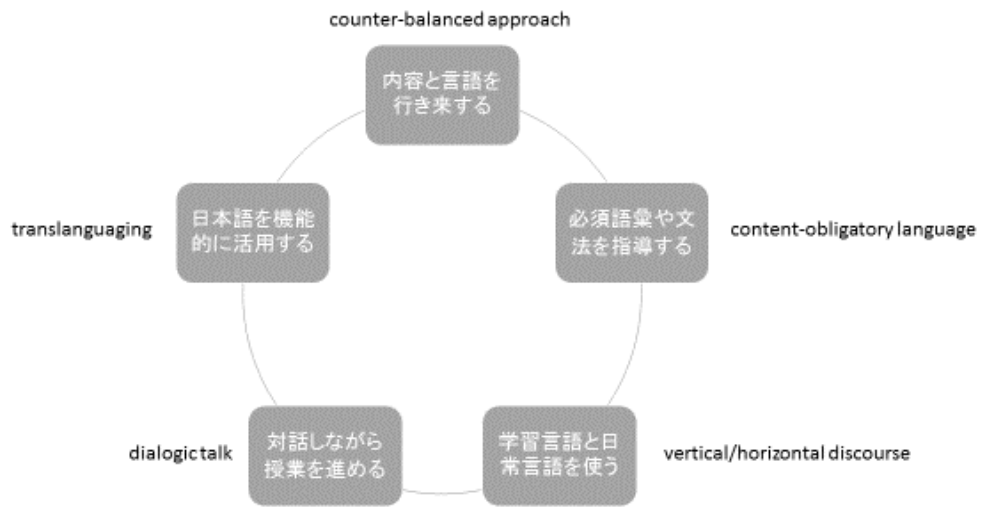 counter-balanced approach
内容と言語を
行き来する
translanguaging
日本語を機能
的に活用する
必須語彙や文
法を指導する
content-obligatory language
dialogic talk
対話しながら
授業を進める
学習言語と日
常言語を使う
vertical/horizontal discourse